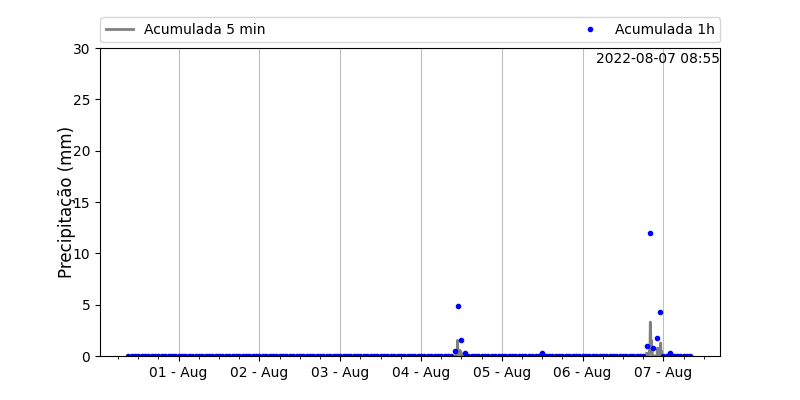 Acumulada 5 min
Acumulada 1h
2022-08-07 08:55
Precipitação (mm)
30
25
20
15
10
5
0
01 - Aug
02 - Aug
03 - Aug
04 - Aug
05 - Aug
06 - Aug
07 - Aug